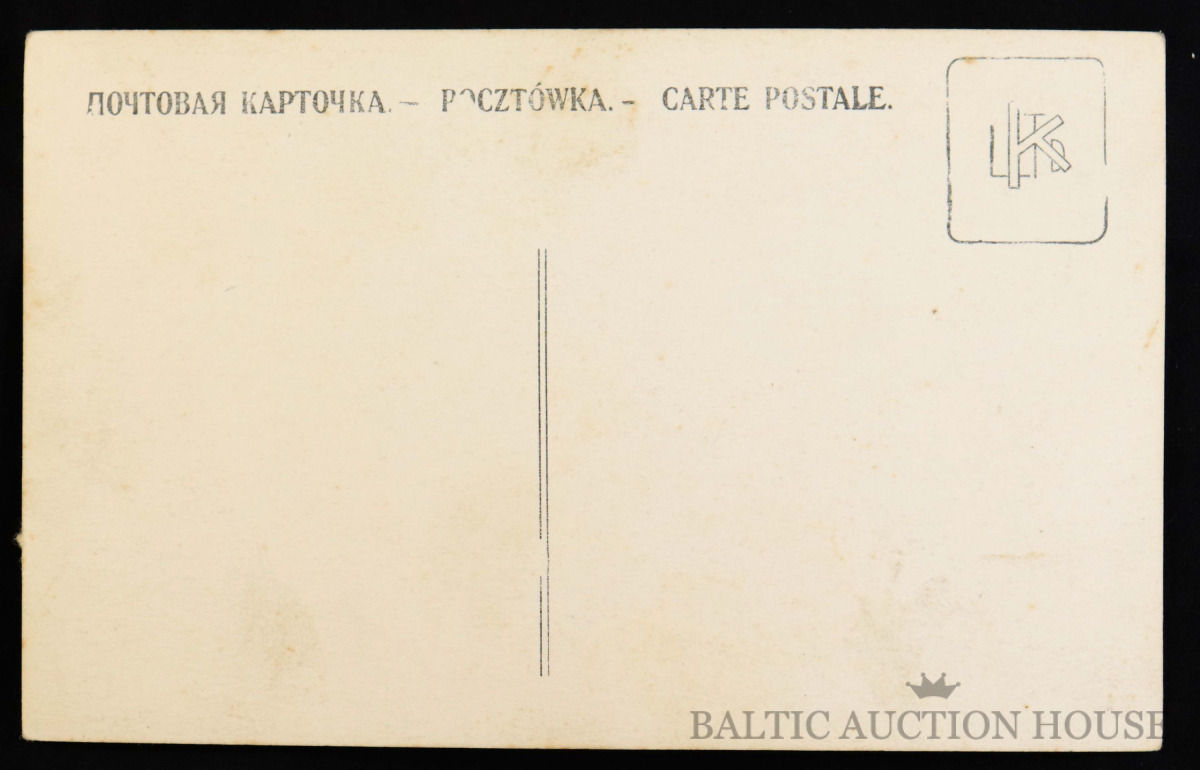 ПОЧТОВАЯ КАРТОЧКА. — POCZTÓWKA. - CARTE POSTALE.
BALTIC AUCTION HOUSE